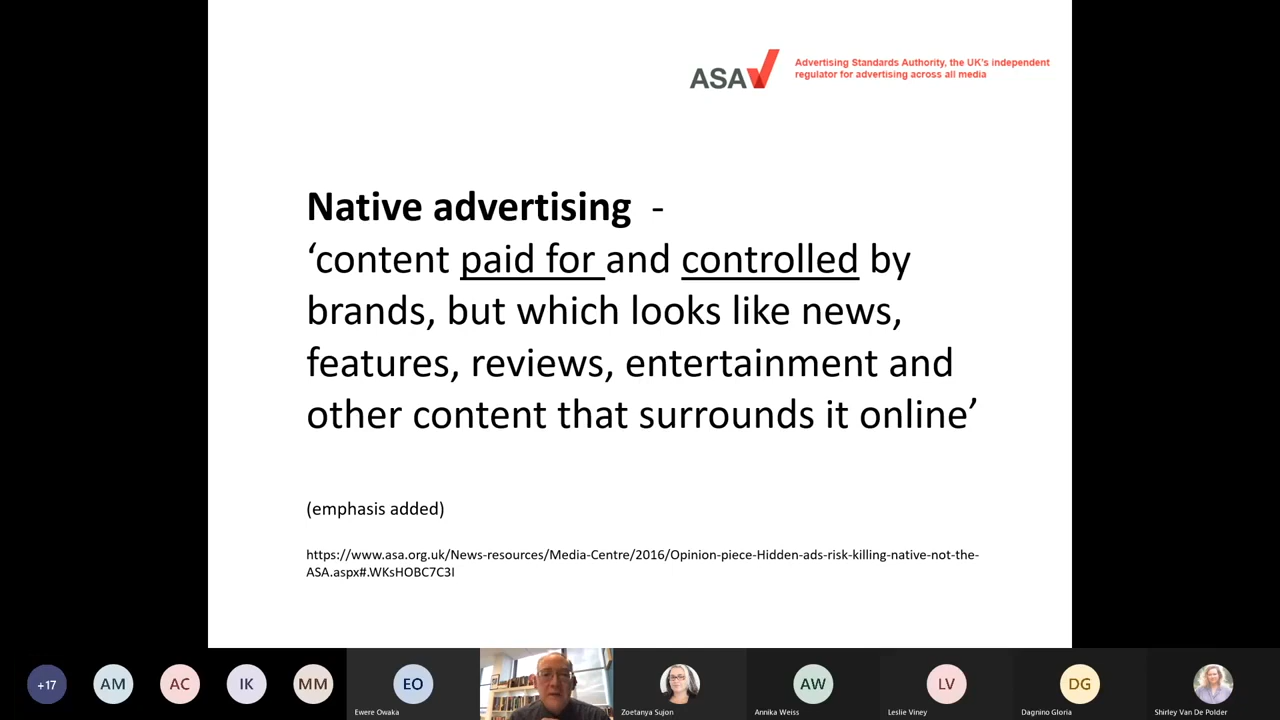 ASA
Advertising Standards Authority, the UK's independent
regulator for advertising across all media
Native advertising -
‘content paid for and controlled by
brands, but which looks like news,
features, reviews, entertainment and
other content that surrounds it online’
(emphasis added)
https://www.asa.org.uk/News-resources/Media-Centre/2016/Opinion-piece-Hidden-ads-risk-killing-native-not-the-
ASA.aspx#.WKsHOBC7C3I
+17
AM
AC
IK
MM
EO
AW
LV
DG
Ewere Owaka
Zoetanya Sujon
Annika Weiss
Leslie Viney
Dagnino Gloria
Shirley Van De Polder